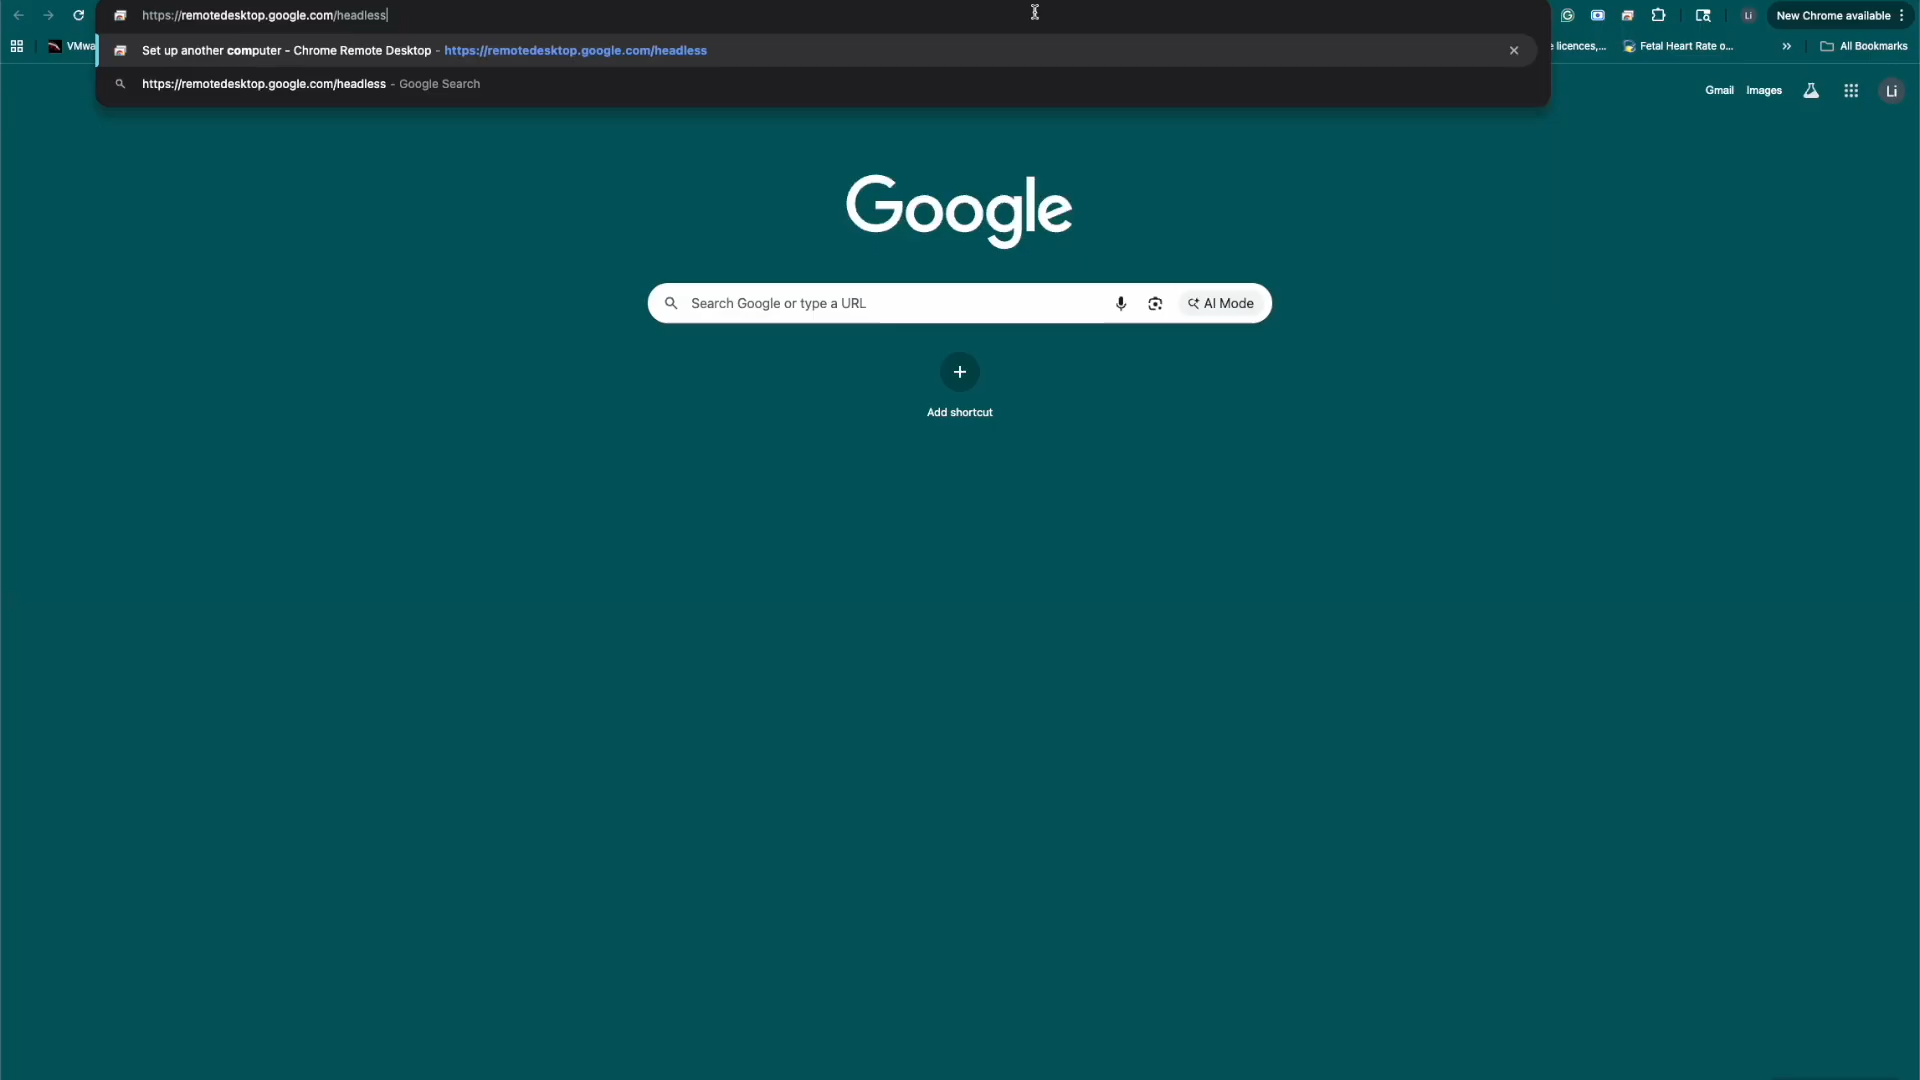 https://remotedesktop.google.com/headless
Li
New Chrome available
VMwa
Set up another computer - Chrome Remote Desktop - https://remotedesktop.google.com/headless
e licences,...
Fetal Heart Rate o...
All Bookmarks
https://remotedesktop.google.com/headless - Google Search
Gmail
Images
Li
Google
Search Google or type a URL
AI Mode
Add shortcut